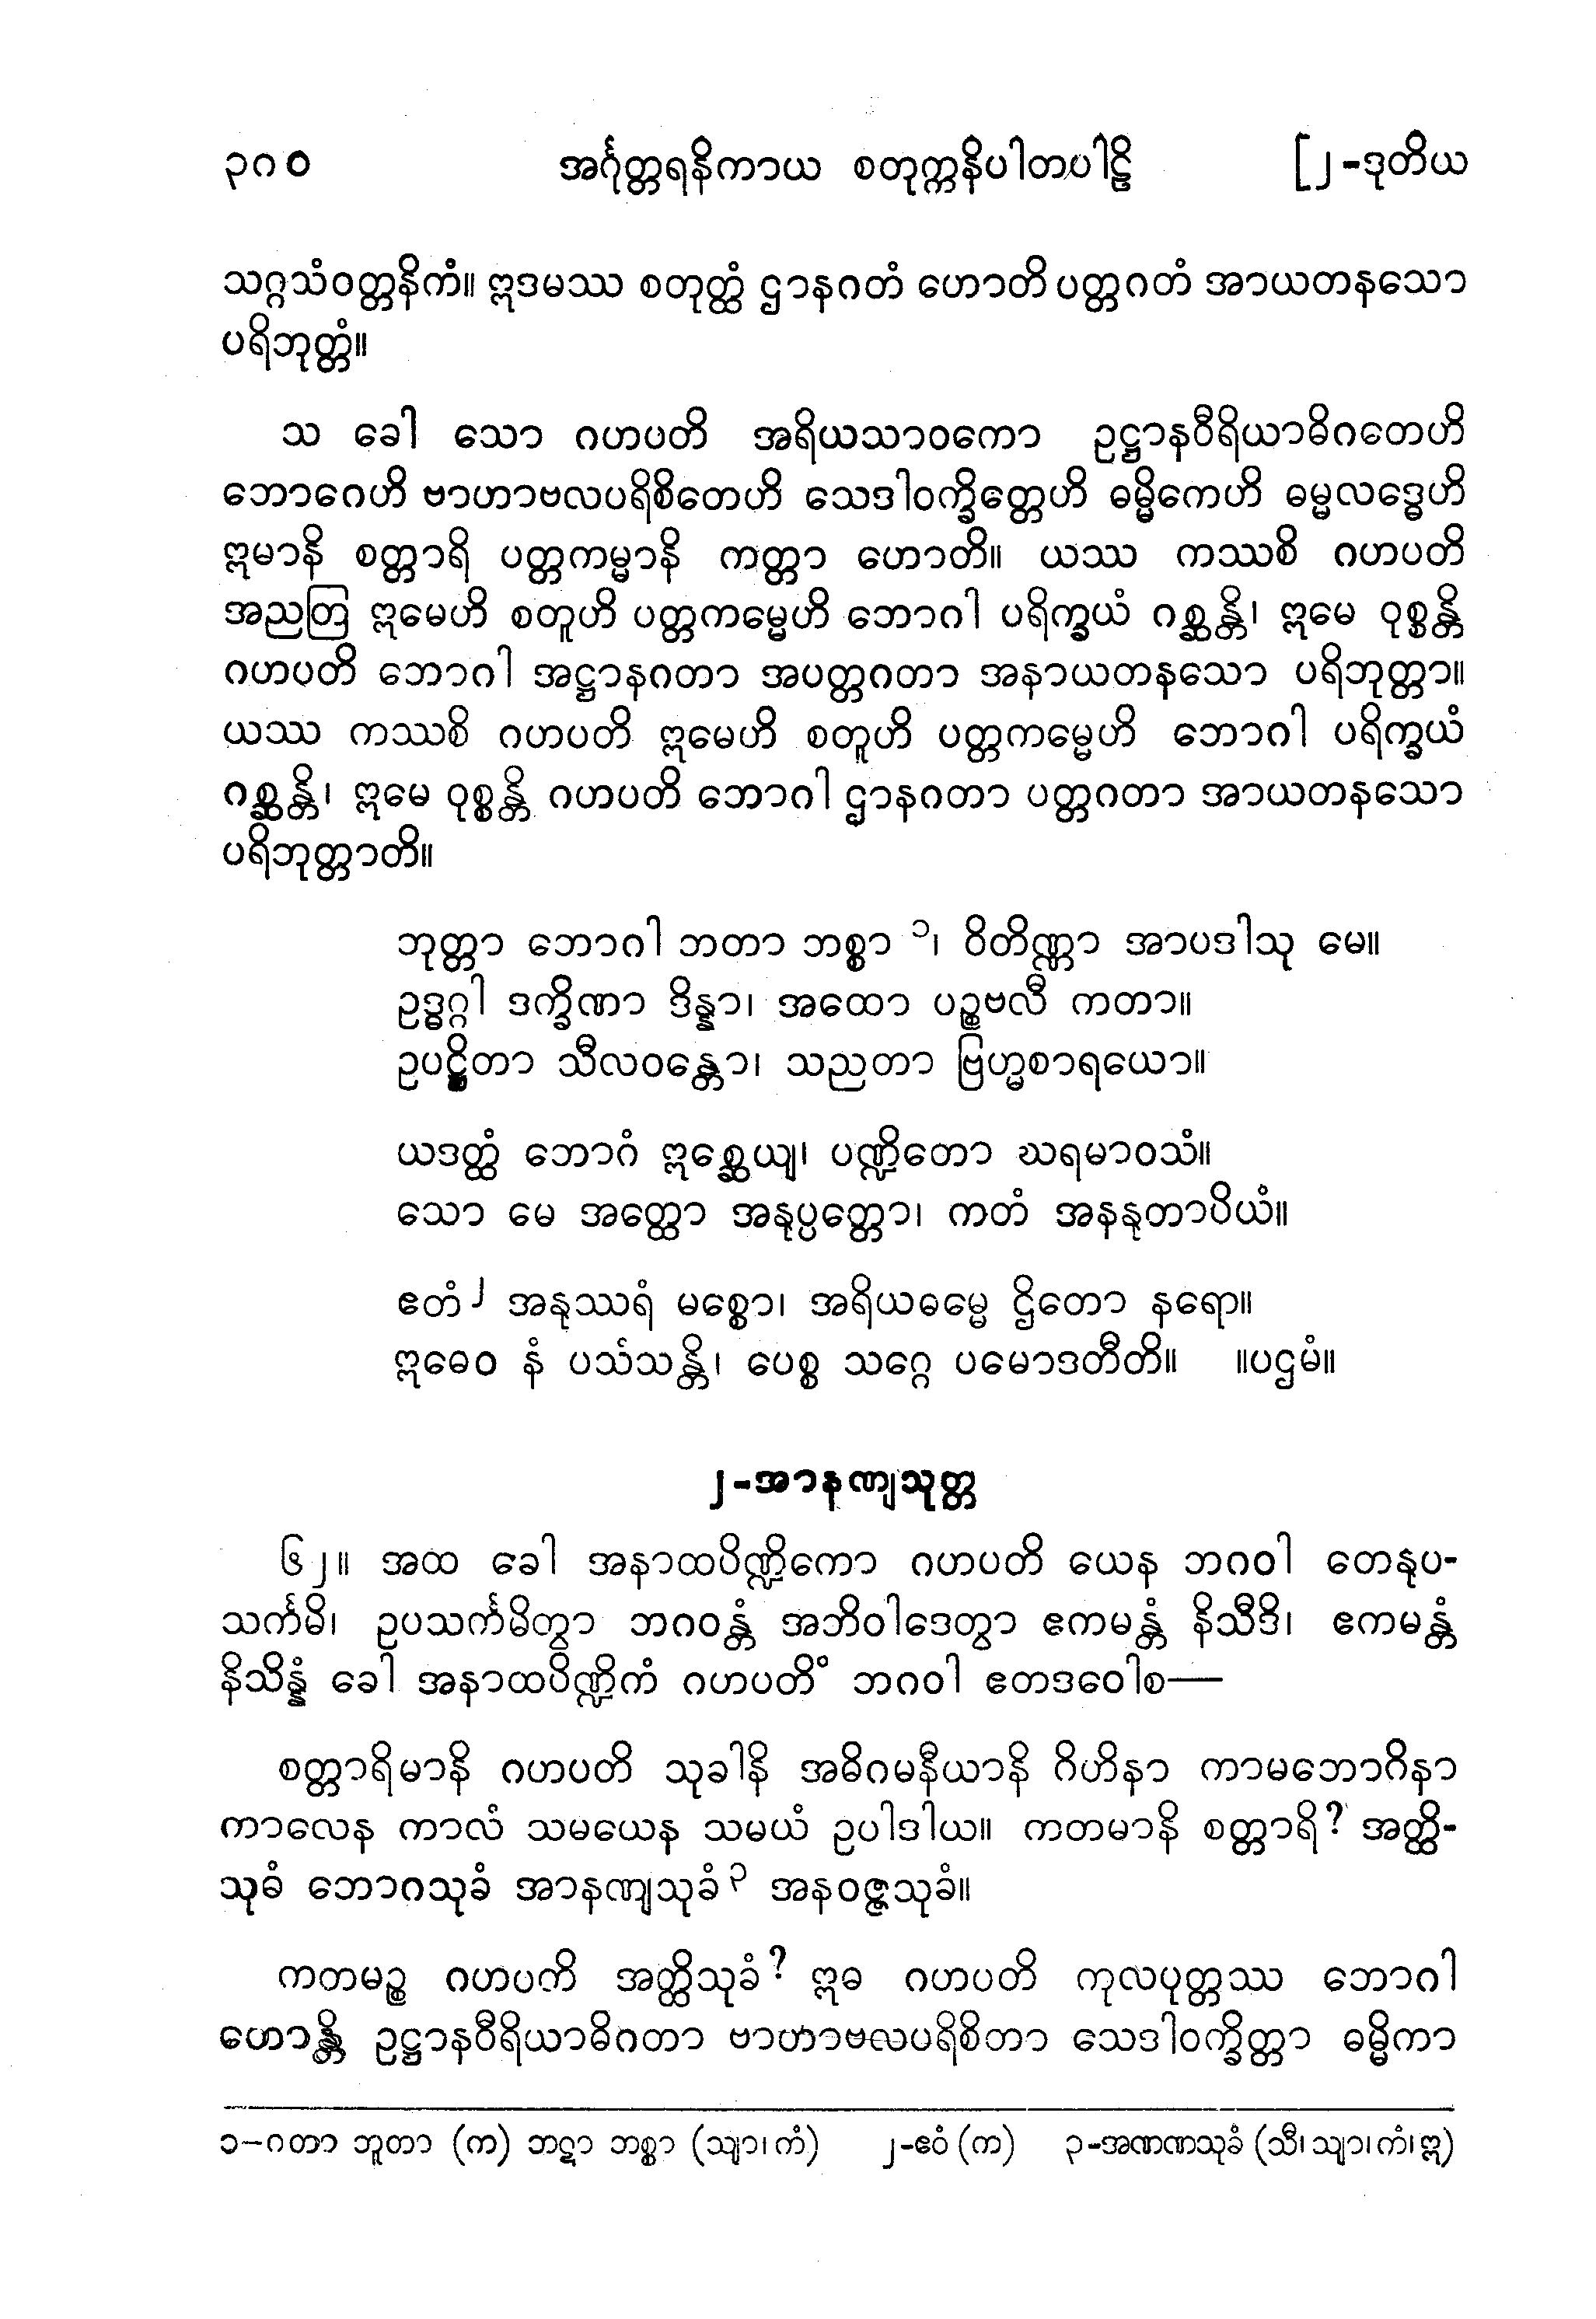 ၃၈၀ အင်္ဂုတ္တရနိကာယ စတုက္ကနိပါတပါဠိ [၂-ဒုတိယ
သဂ္ဂသံဝတ္တနိကံ။ ဣဒမဿ စတုတ္ထံ ဌာနဂတံ ဟောတိ ပတ္တဂတံ အာယတနသော
ပရိဘုတ္တံ။
သ ခေါ သော ဂဟပတိ အရိယသာဝကော ဥဋ္ဌာနဝီရိယာဓိဂတေဟိ
ဘောဂေဟိ ဗာဟာဗလပရိစိတေဟိ သေဒါဝက္ခိတ္တေဟိ ဓမ္မိကေဟိ ဓမ္မလဒ္ဓေဟိ
ဣမာနိ စတ္တာရိ ပတ္တကမ္မာနိ ကတ္တာ ဟောတိ။ ယဿ ကဿစိ ဂဟပတိ
အညတြ ဣမေဟိ စတူဟိ ပတ္တကမ္မေဟိ ဘောဂါ ပရိက္ခယံ ဂစ္ဆန္တိ၊ ဣမေ ဝုစ္စန္တိ
ဂဟပတိ ဘောဂါ အဋ္ဌာနဂတာ အပတ္တဂတာ အနာယတနသော ပရိဘုတ္တာ။
ယဿ ကဿစိ ဂဟပတိ ဣမေဟိ စတူဟိ ပတ္တကမ္မေဟိ ဘောဂါ ပရိက္ခယံ
ဂစ္ဆန္တိ၊ ဣမေ ဝုစ္စန္တိ ဂဟပတိ ဘောဂါ ဌာနဂတာ ပတ္တဂတာ အာယတနသော
ပရိဘုတ္တာတိ။
ဘုတ္တာ ဘောဂါ ဘတာ ဘစ္စာ ၁၊ ဝိတိဏ္ဏာ အာပဒါသု မေ။
ဥဒ္ဓဂ္ဂါ ဒက္ခိဏာ ဒိန္နာ၊ အထော ပဉ္စဗလီ ကတာ။
ဥပဋ္ဌိတာ သီလဝန္တော၊ သညတာ ဗြဟ္မစာရယော။
ယဒတ္ထံ ဘောဂံ ဣစ္ဆေယျ၊ ပဏ္ဍိတော ဃရမာဝသံ။
သော မေ အတ္ထော အနုပ္ပတ္တော၊ ကတံ အနနုတာပိယံ။
ဧတံ၂ အနုဿရံ မစ္စော၊ အရိယဓမ္မေ ဌိတော နရော။
ဣဓေဝ နံ ပသံသန္တိ၊ ပေစ္စ သဂ္ဂေ ပမောဒတီတိ။ ။ပဌမံ။
၂-အာနဏျသုတ္တ
၆၂။ အထ ခေါ အနာထပိဏ္ဍိကော ဂဟပတိ ယေန ဘဂဝါ တေနုပ-
သင်္ကမိ၊ ဥပသင်္ကမိတွာ ဘဂဝန္တံ အဘိဝါဒေတွာ ဧကမန္တံ နိသီဒိ၊ ဧကမန္တံ
နိသိန္နံ ခေါ အနာထပိဏ္ဍိကံ ဂဟပတိံ ဘဂဝါ ဧတဒဝေါစ—
စတ္တာရိမာနိ ဂဟပတိ သုခါနိ အဓိဂမနီယာနိ ဂိဟိနာ ကာမဘောဂိနာ
ကာလေန ကာလံ သမယေန သမယံ ဥပါဒါယ။ ကတမာနိ စတ္တာရိ? အတ္ထိ-
သုခံ ဘောဂသုခံ အာနဏျသုခံ၃ အနဝဇ္ဇသုခံ။
ကတမဉ္စ ဂဟပတိ အတ္ထိသုခံ? ဣဓ ဂဟပတိ ကုလပုတ္တဿ ဘောဂါ
ဟောန္တိ ဥဋ္ဌာနဝီရိယာဓိဂတာ ဗာဟာဗလပရိစိတာ သေဒါဝက္ခိတ္တာ ဓမ္မိကာ
၁-ဂတာ ဘူတာ (က) ဘဋာ ဘစ္စာ (သျာ၊ကံ) ၂-ဧဝံ (က) ၃-အဏဏသုခံ (သီ၊သျာ၊ကံ၊ဣ)